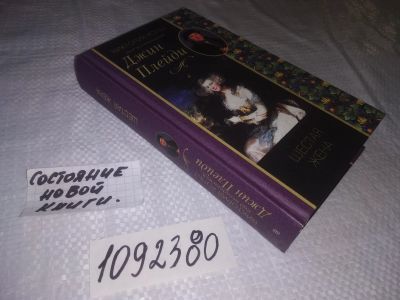 Джин
Плейди
ШЕСТАЯ
ЖЕНА
Джин Плейди
СОСТОЯНИЕ
НОВОЙ
КНИГИ.
1092380